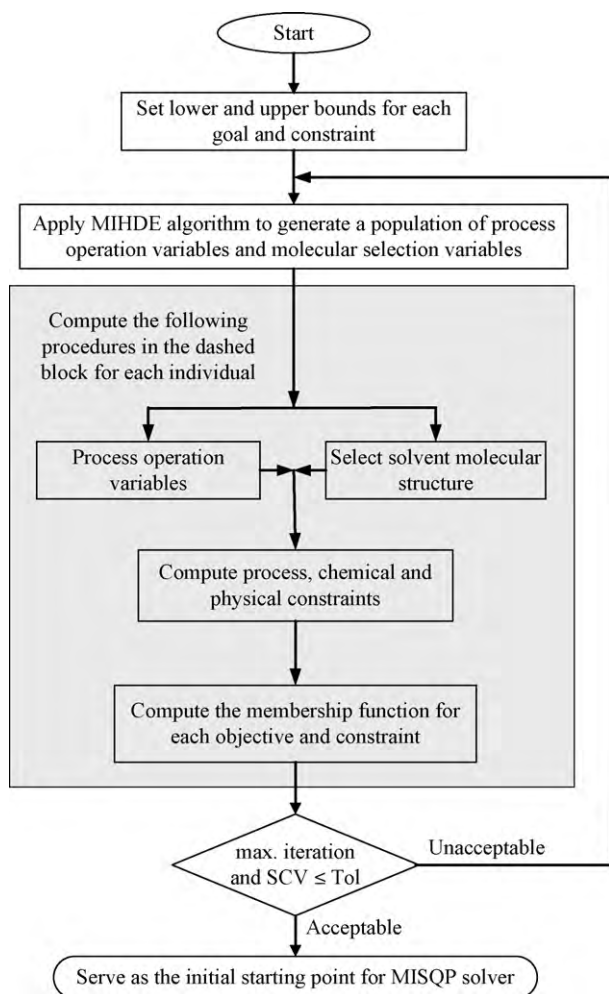 Start
Set lower and upper bounds for each
goal and constraint
Apply MIHDE algorithm to generate a population of process
operation variables and molecular selection variables
Compute the following
procedures in the dashed
block for each individual
Process operation
variables
Select solvent molecular
structure
Compute process, chemical and
physical constraints
Compute the membership function for
each objective and constraint
max. iteration
and SCV ≤ Tol
Unacceptable
Acceptable
Serve as the initial starting point for MISQP solver